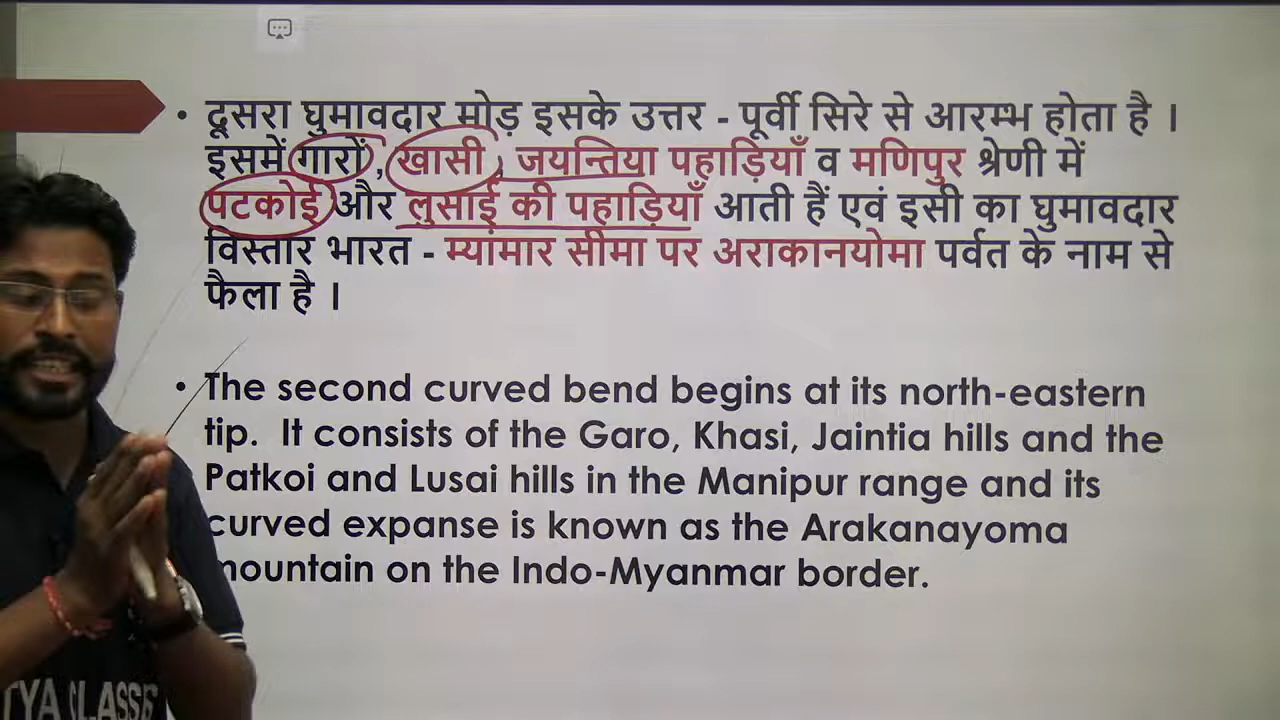 • दूसरा घुमावदार मोड़ इसके उत्तर - पूर्वी सिरे से आरम्भ होता है ।
इसमें गारों , खासी , जयन्तिया पहाड़ियाँ व मणिपुर श्रेणी में
पटकोई और लुसाई की पहाड़ियाँ आती हैं एवं इसी का घुमावदार
विस्तार भारत - म्यांमार सीमा पर अराकानयोमा पर्वत के नाम से
फैला है ।
• The second curved bend begins at its north-eastern
tip. It consists of the Garo, Khasi, Jaintia hills and the
Patkoi and Lusai hills in the Manipur range and its
curved expanse is known as the Arakanayoma
mountain on the Indo-Myanmar border.